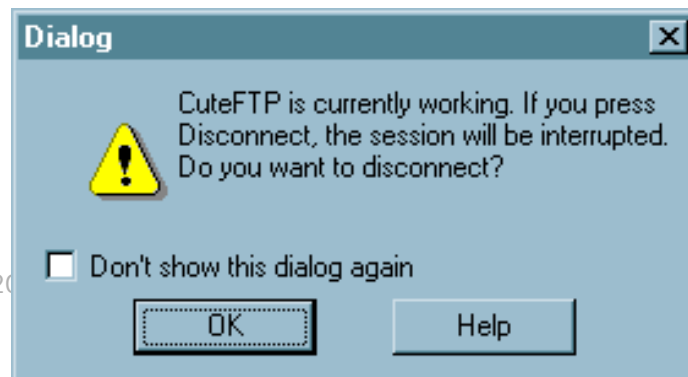 Dialog
CuteFTP is currently working. If you press
Disconnect, the session will be interrupted.
Do you want to disconnect?
Don't show this dialog again
OK Help